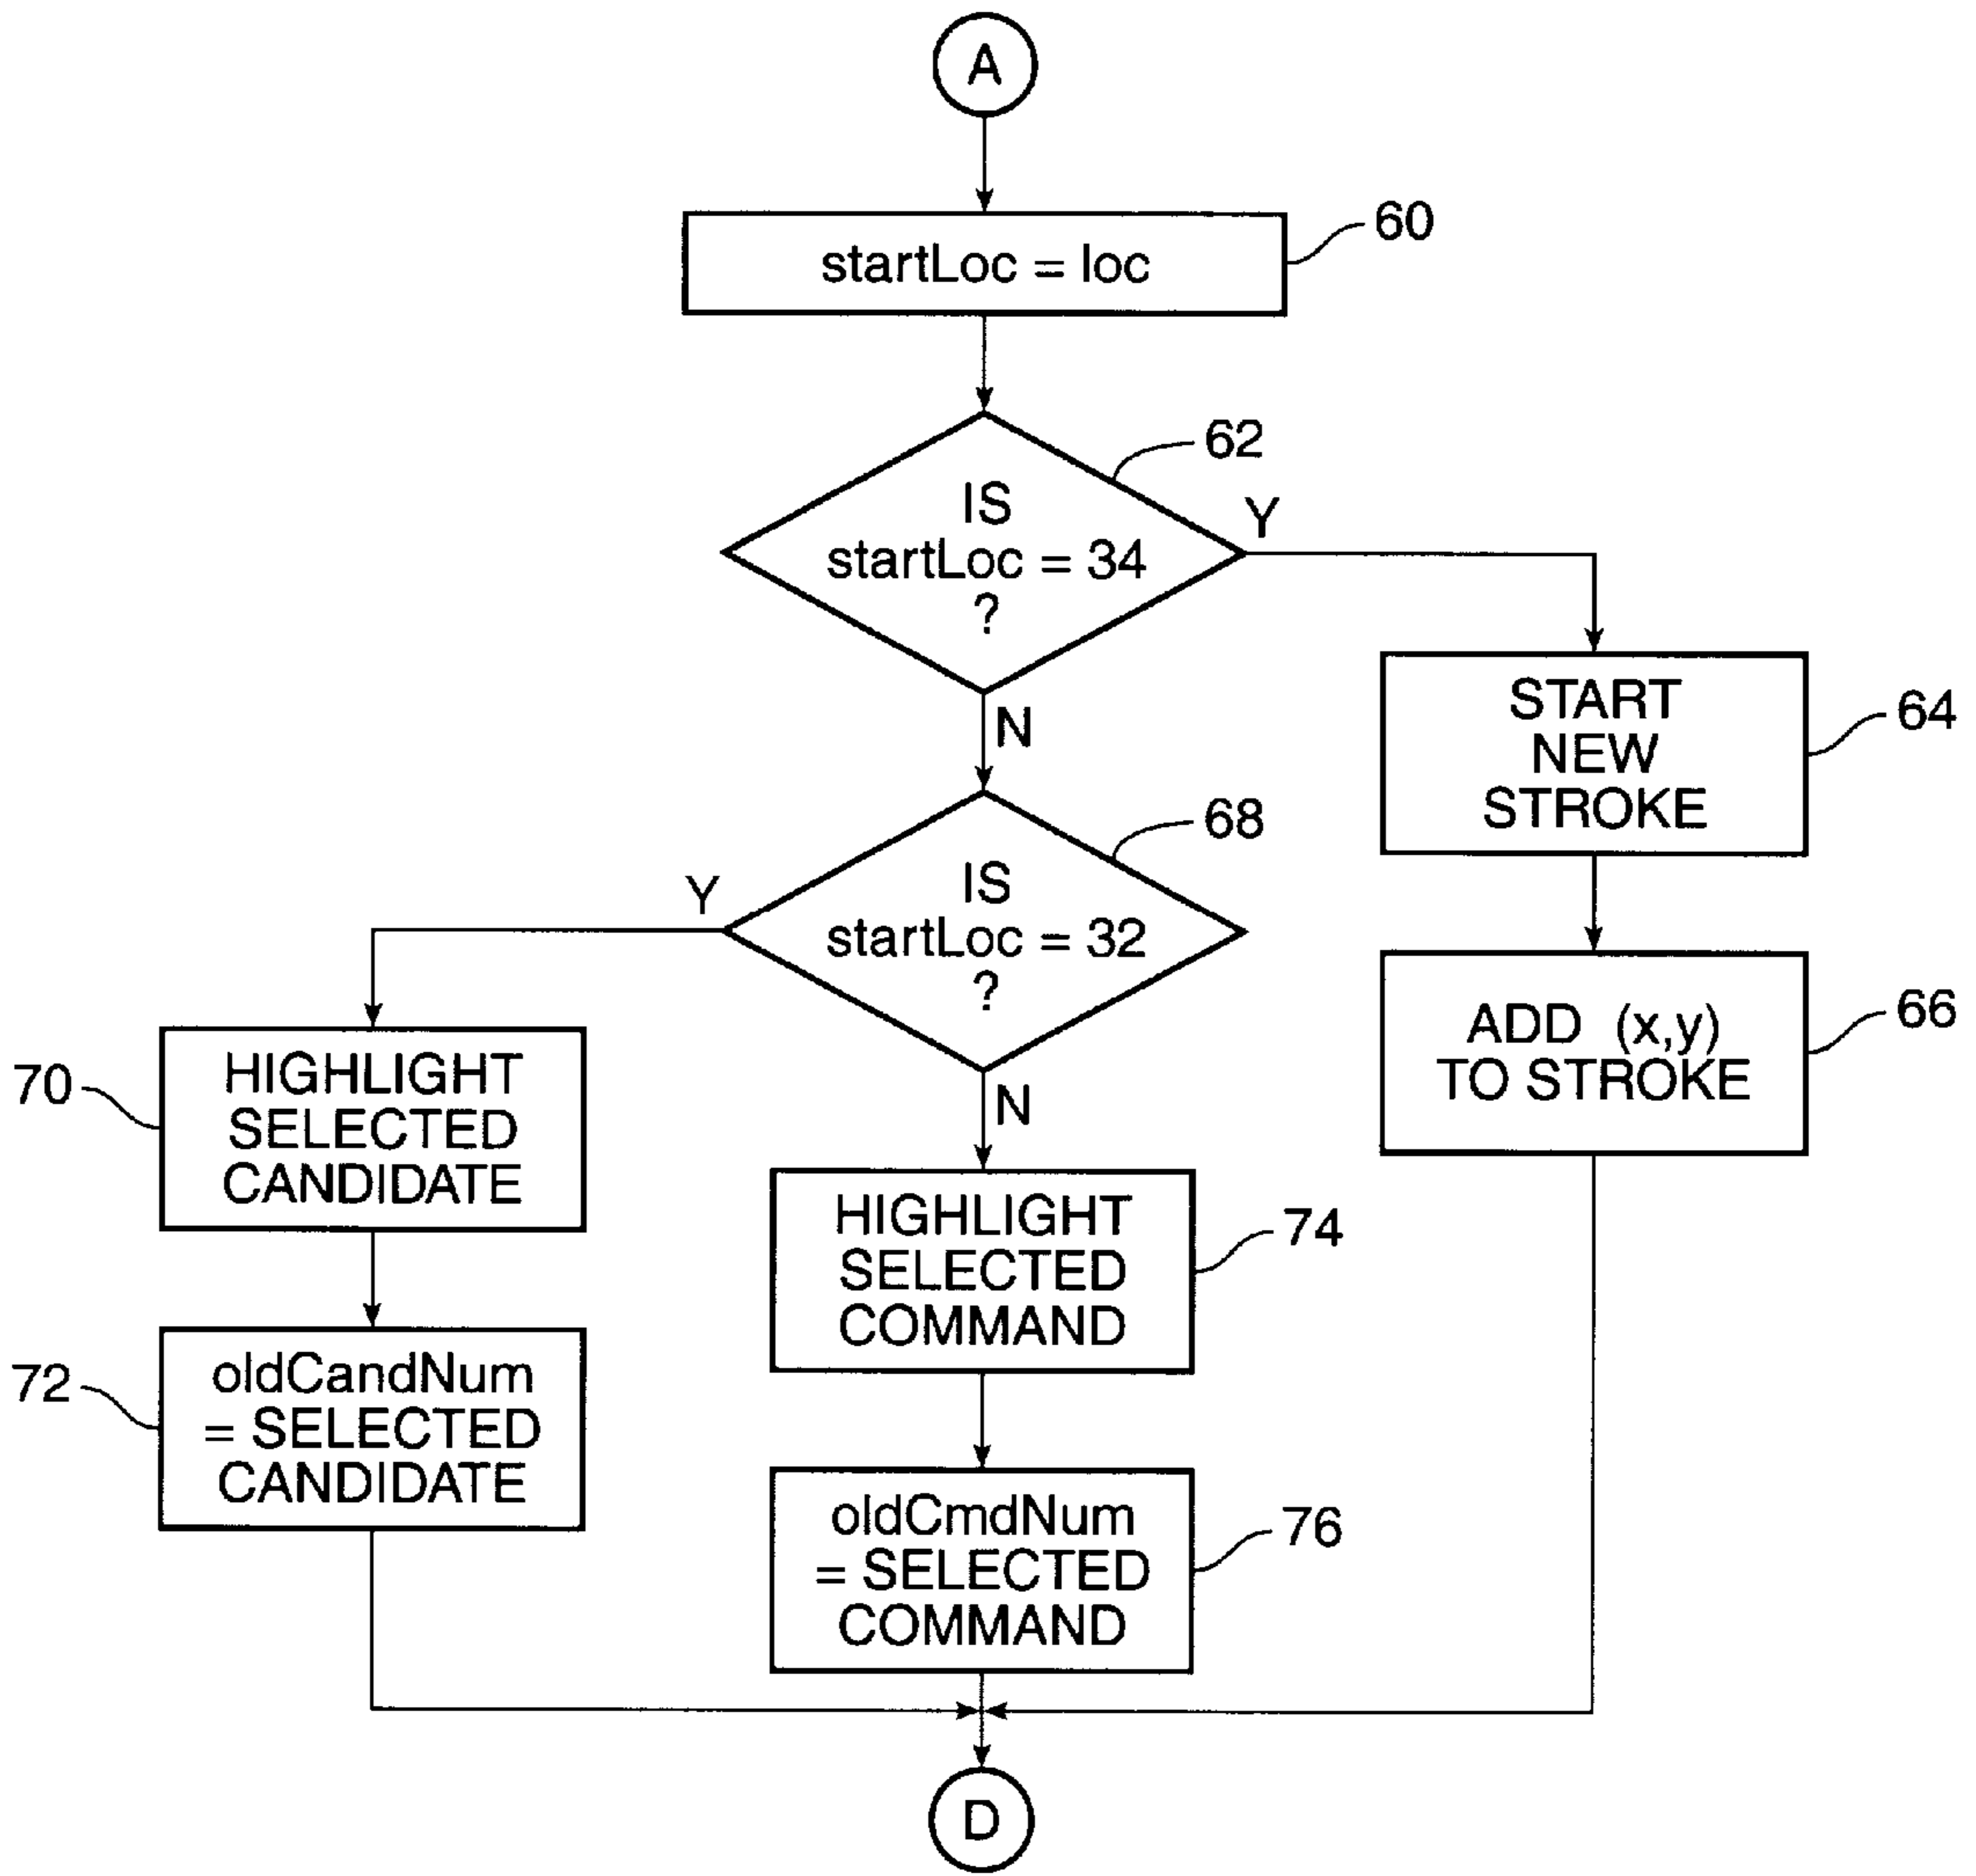 A
startLoc = loc
60
62
IS
startLoc = 34
?
Y
N
START
NEW
STROKE
64
68
IS
startLoc = 32
?
Y
N
ADD (x,y)
TO STROKE
66
70
HIGHLIGHT
SELECTED
CANDIDATE
HIGHLIGHT
SELECTED
COMMAND
74
72
oldCandNum
= SELECTED
CANDIDATE
oldCmdNum
= SELECTED
COMMAND
76
D